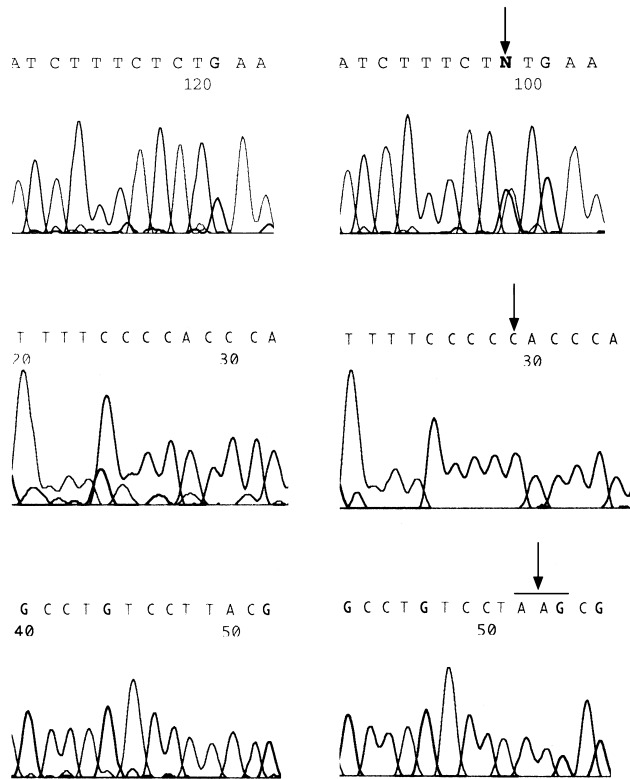 A T C T T T C T C T G A A
120
A T C T T T C T N T G A A
100
T T T T C C C C A C C C A
20 30
T T T T C C C C C A C C C A
30
G C C T G T C C T T A C G
40 50
G C C T G T C C T A A G C G
50